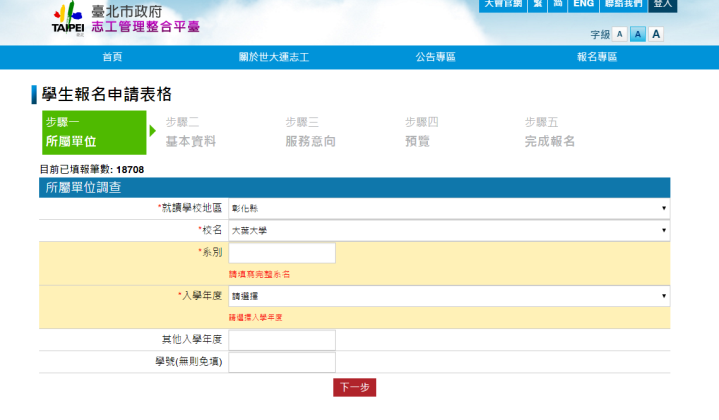 大會官網 繁 簡 ENG 聯絡我們 登入
臺北市政府
TAIPEI 志工管理整合平臺
字級 A A A
首頁 關於世大運志工 公告專區 報名專區
學生報名申請表格
步驟一 步驟二 步驟三 步驟四 步驟五
所屬單位 基本資料 服務意向 預覽 完成報名
目前已填報筆數: 18708
所屬單位調查
*就讀學校地區 彰化縣
*校名 大葉大學
*系別
請填寫完整系名
*入學年度 請選擇
請選擇入學年度
其他入學年度
學號(無則免填)
下一步